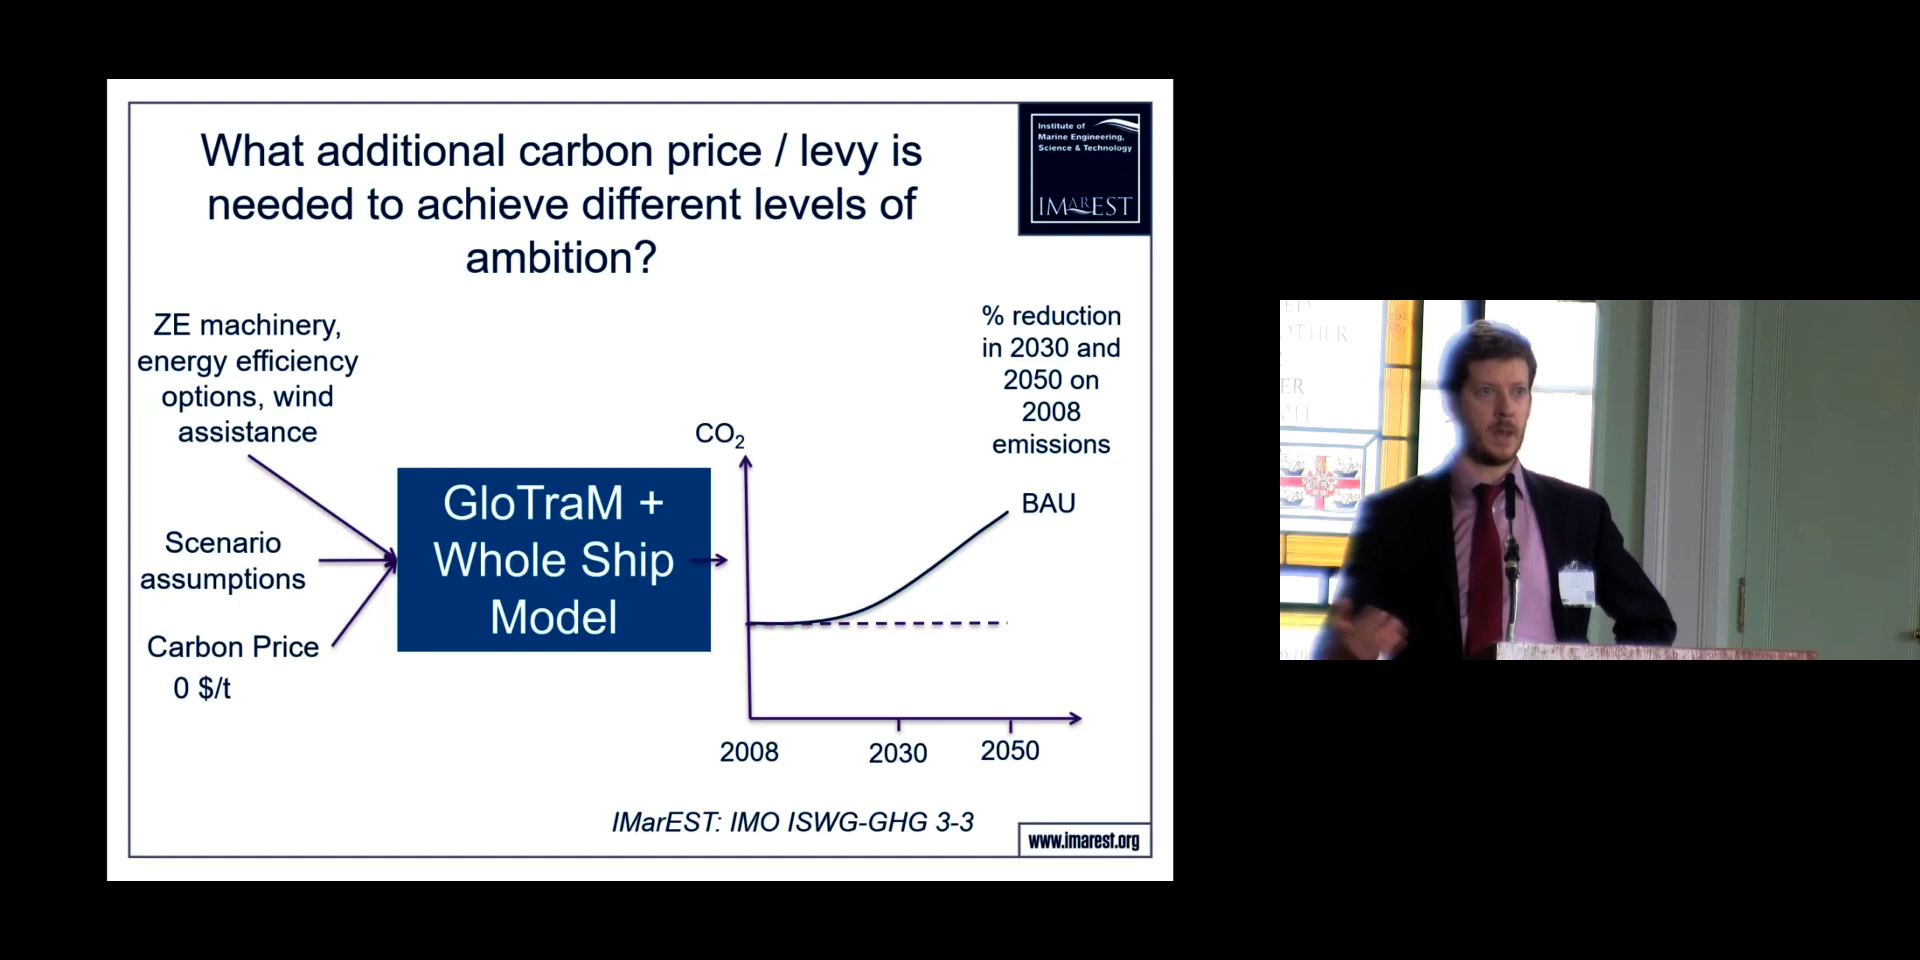 What additional carbon price / levy is
needed to achieve different levels of
ambition?
Institute of
Marine Engineering,
Science & Technology
IMarEST
ZE machinery,
energy efficiency
options, wind
assistance
Scenario
assumptions
Carbon Price
0 $/t
GloTraM +
Whole Ship
Model
CO₂
% reduction
in 2030 and
2050 on
2008
emissions
BAU
2008
2030
2050
IMarEST: IMO ISWG-GHG 3-3
www.imarest.org